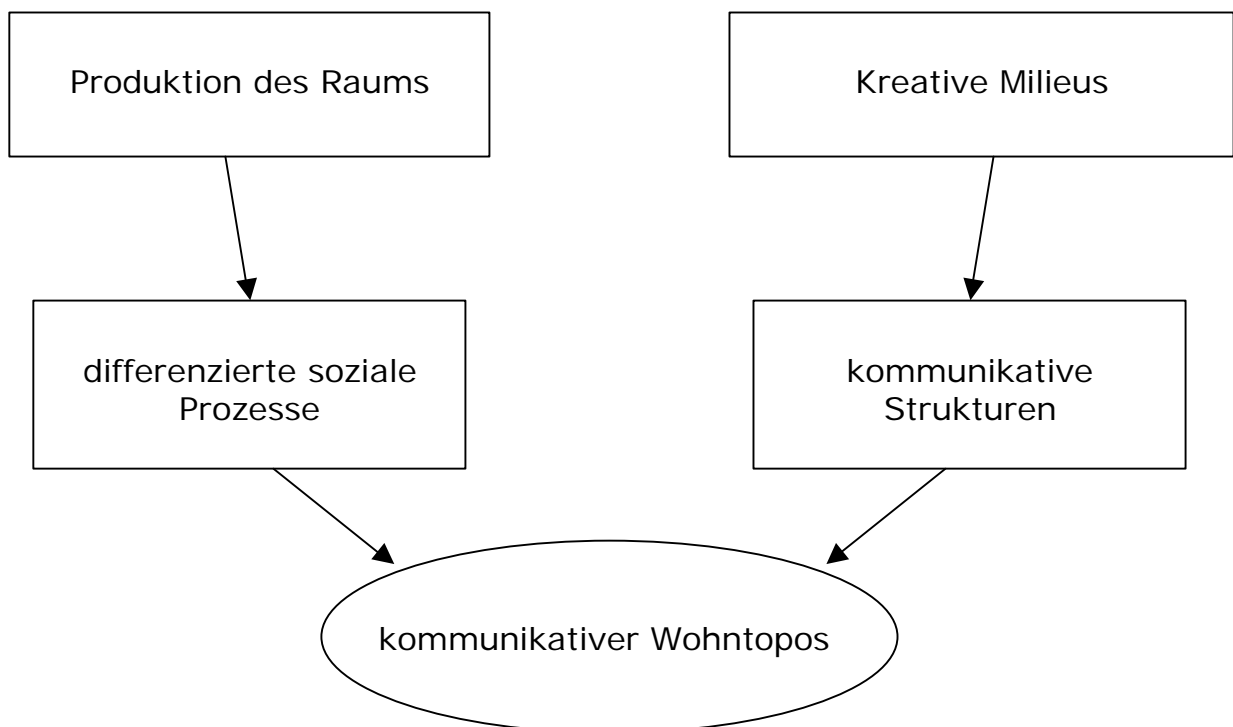 Produktion des Raums
Kreative Milieus
differenzierte soziale
Prozesse
kommunikative
Strukturen
kommunikativer Wohntopos